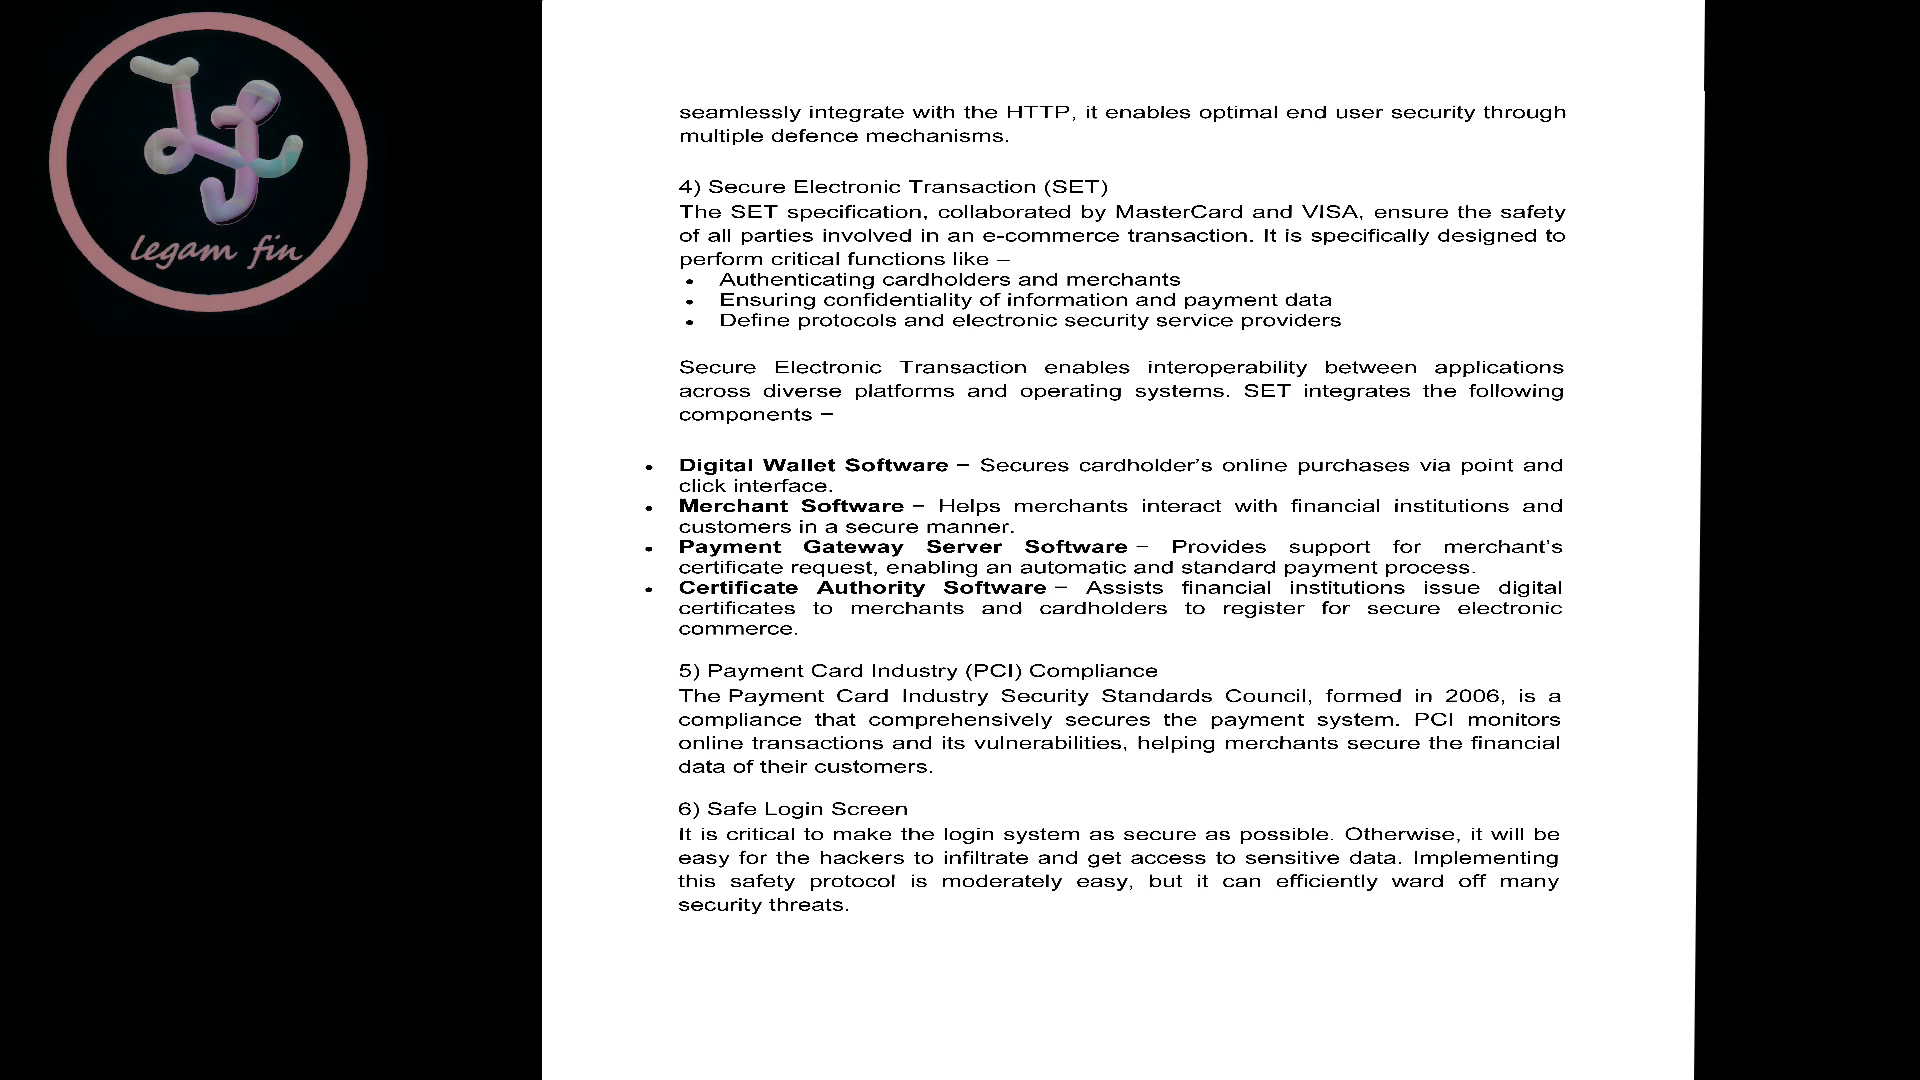 legam fin
seamlessly integrate with the HTTP, it enables optimal end user security through
multiple defence mechanisms.
4) Secure Electronic Transaction (SET)
The SET specification, collaborated by MasterCard and VISA, ensure the safety
of all parties involved in an e-commerce transaction. It is specifically designed to
perform critical functions like –
• Authenticating cardholders and merchants
• Ensuring confidentiality of information and payment data
• Define protocols and electronic security service providers
Secure Electronic Transaction enables interoperability between applications
across diverse platforms and operating systems. SET integrates the following
components −
• Digital Wallet Software − Secures cardholder’s online purchases via point and
click interface.
• Merchant Software − Helps merchants interact with financial institutions and
customers in a secure manner.
• Payment Gateway Server Software − Provides support for merchant’s
certificate request, enabling an automatic and standard payment process.
• Certificate Authority Software − Assists financial institutions issue digital
certificates to merchants and cardholders to register for secure electronic
commerce.
5) Payment Card Industry (PCI) Compliance
The Payment Card Industry Security Standards Council, formed in 2006, is a
compliance that comprehensively secures the payment system. PCI monitors
online transactions and its vulnerabilities, helping merchants secure the financial
data of their customers.
6) Safe Login Screen
It is critical to make the login system as secure as possible. Otherwise, it will be
easy for the hackers to infiltrate and get access to sensitive data. Implementing
this safety protocol is moderately easy, but it can efficiently ward off many
security threats.